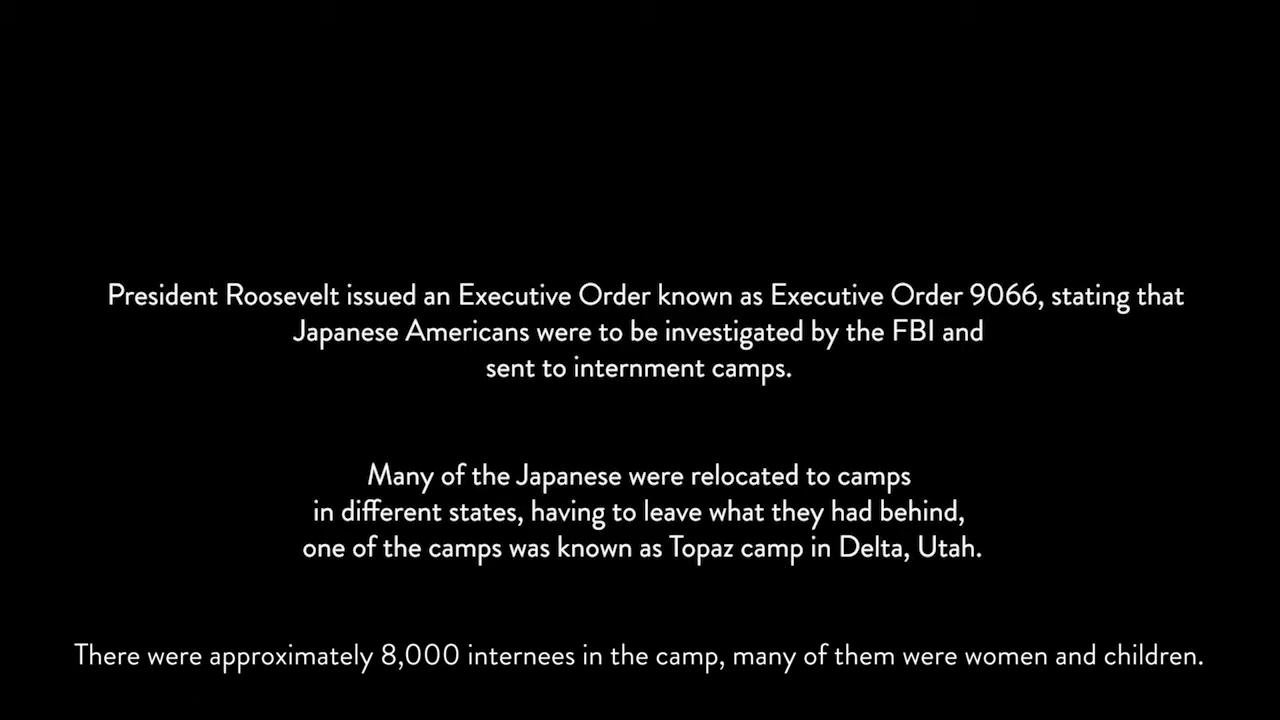 President Roosevelt issued an Executive Order known as Executive Order 9066, stating that
Japanese Americans were to be investigated by the FBI and
sent to internment camps.
Many of the Japanese were relocated to camps
in different states, having to leave what they had behind,
one of the camps was known as Topaz camp in Delta, Utah.
There were approximately 8,000 internees in the camp, many of them were women and children.